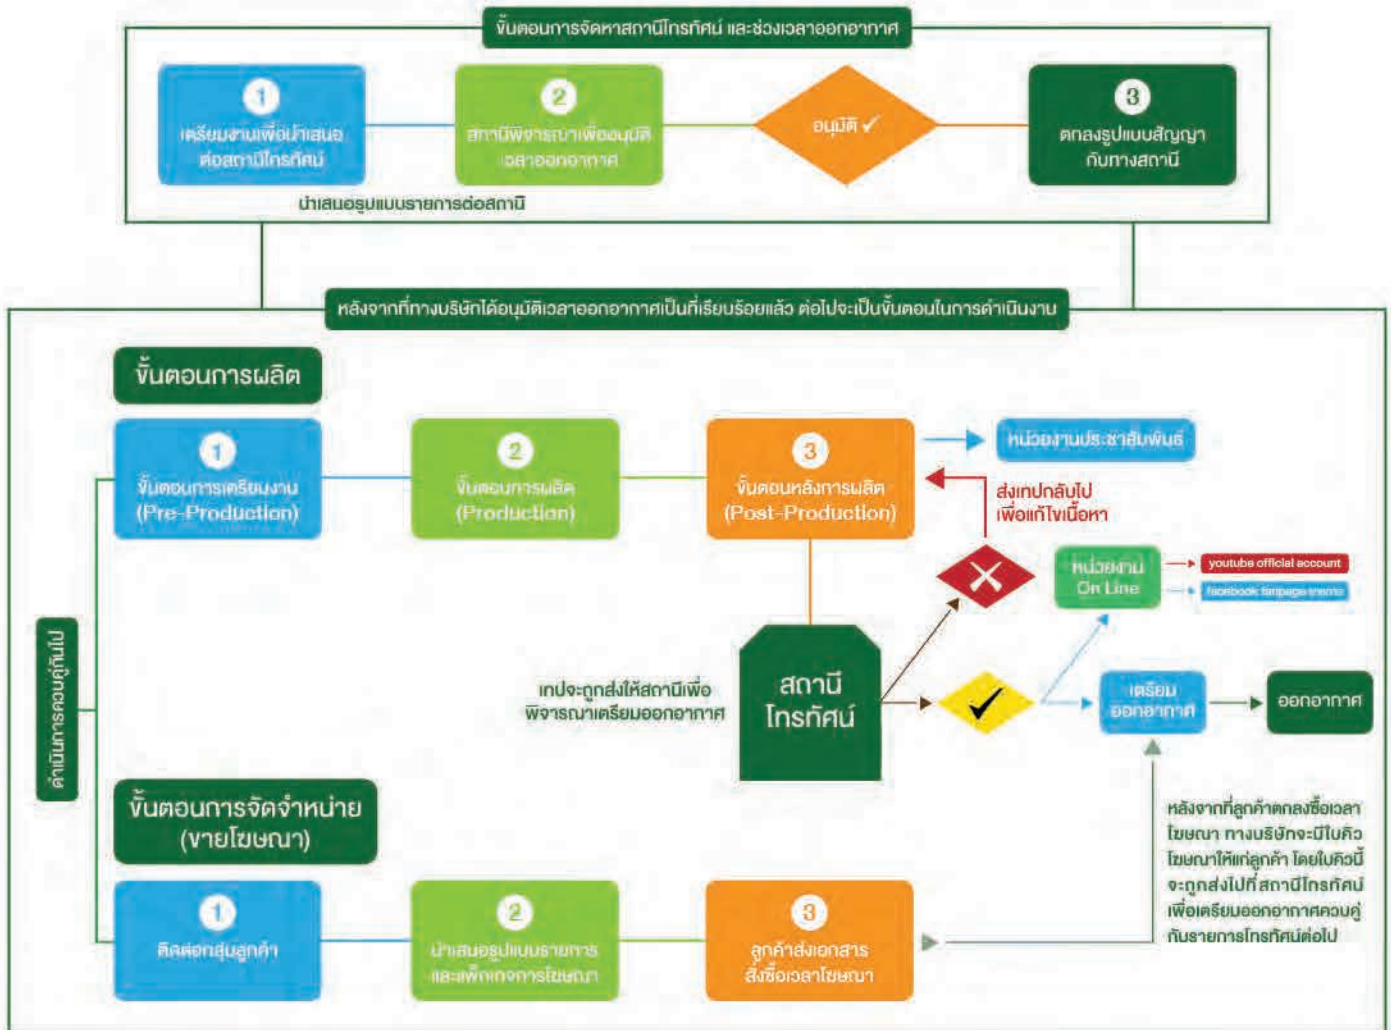 ขั้นตอนการจัดหาสถานีโทรทัศน์ และช่วงเวลาออกอากาศ
1
เตรียมงานเพื่อนำเสนอ
ต่อสถานีโทรทัศน์
2
สถานีพิจารณาเพื่ออนุมัติ
เวลาออกอากาศ
อนุมัติ ✓
3
ตกลงรูปแบบสัญญา
กับทางสถานี
นำเสนอรูปแบบรายการต่อสถานี
หลังจากที่ทางบริษัทได้อนุมัติเวลาออกอากาศเป็นที่เรียบร้อยแล้ว ต่อไปจะเป็นขั้นตอนในการดำเนินงาน
ขั้นตอนการผลิต
1
ขั้นตอนการเตรียมงาน
(Pre-Production)
2
ขั้นตอนการผลิต
(Production)
3
ขั้นตอนหลังการผลิต
(Post-Production)
หน่วยงานประชาสัมพันธ์
ส่งเทปกลับไป
เพื่อแก้ไขเนื้อหา
หน่วยงาน
On Line
youtube official account
facebook fanpage รายการ
ดำเนินการควบคู่กันไป
เทปจะถูกส่งให้สถานีเพื่อ
พิจารณาเตรียมออกอากาศ
สถานี
โทรทัศน์
เตรียม
ออกอากาศ
ออกอากาศ
ขั้นตอนการจัดจำหน่าย
(ขายโฆษณา)
1
ติดต่อกลุ่มลูกค้า
2
นำเสนอรูปแบบรายการ
และแพ็กเกจการโฆษณา
3
ลูกค้าส่งเอกสาร
สั่งซื้อเวลาโฆษณา
หลังจากที่ลูกค้าตกลงซื้อเวลา
โฆษณา ทางบริษัทจะมีใบคิว
โฆษณาให้แก่ลูกค้า โดยใบคิวนี้
จะถูกส่งไปที่สถานีโทรทัศน์
เพื่อเตรียมออกอากาศควบคู่
กับรายการโทรทัศน์ต่อไป